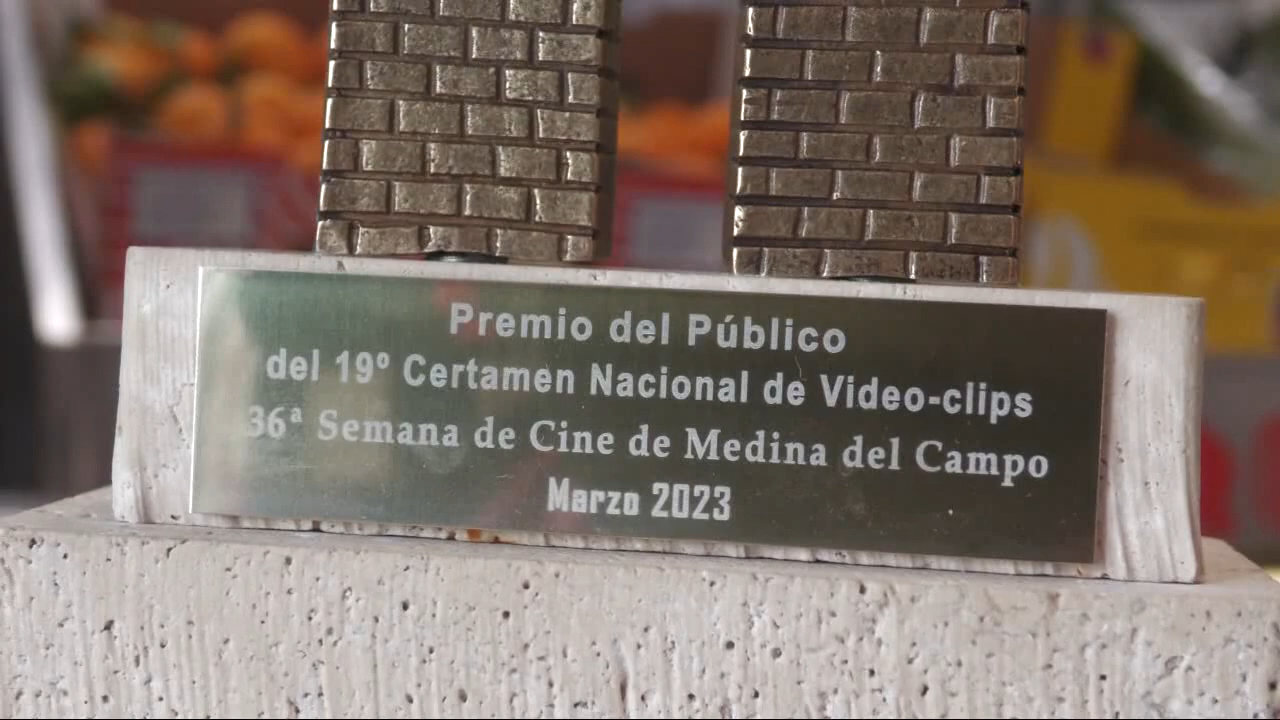 Premio del Público
del 19º Certamen Nacional de Video-clips
36ª Semana de Cine de Medina del Campo
Marzo 2023